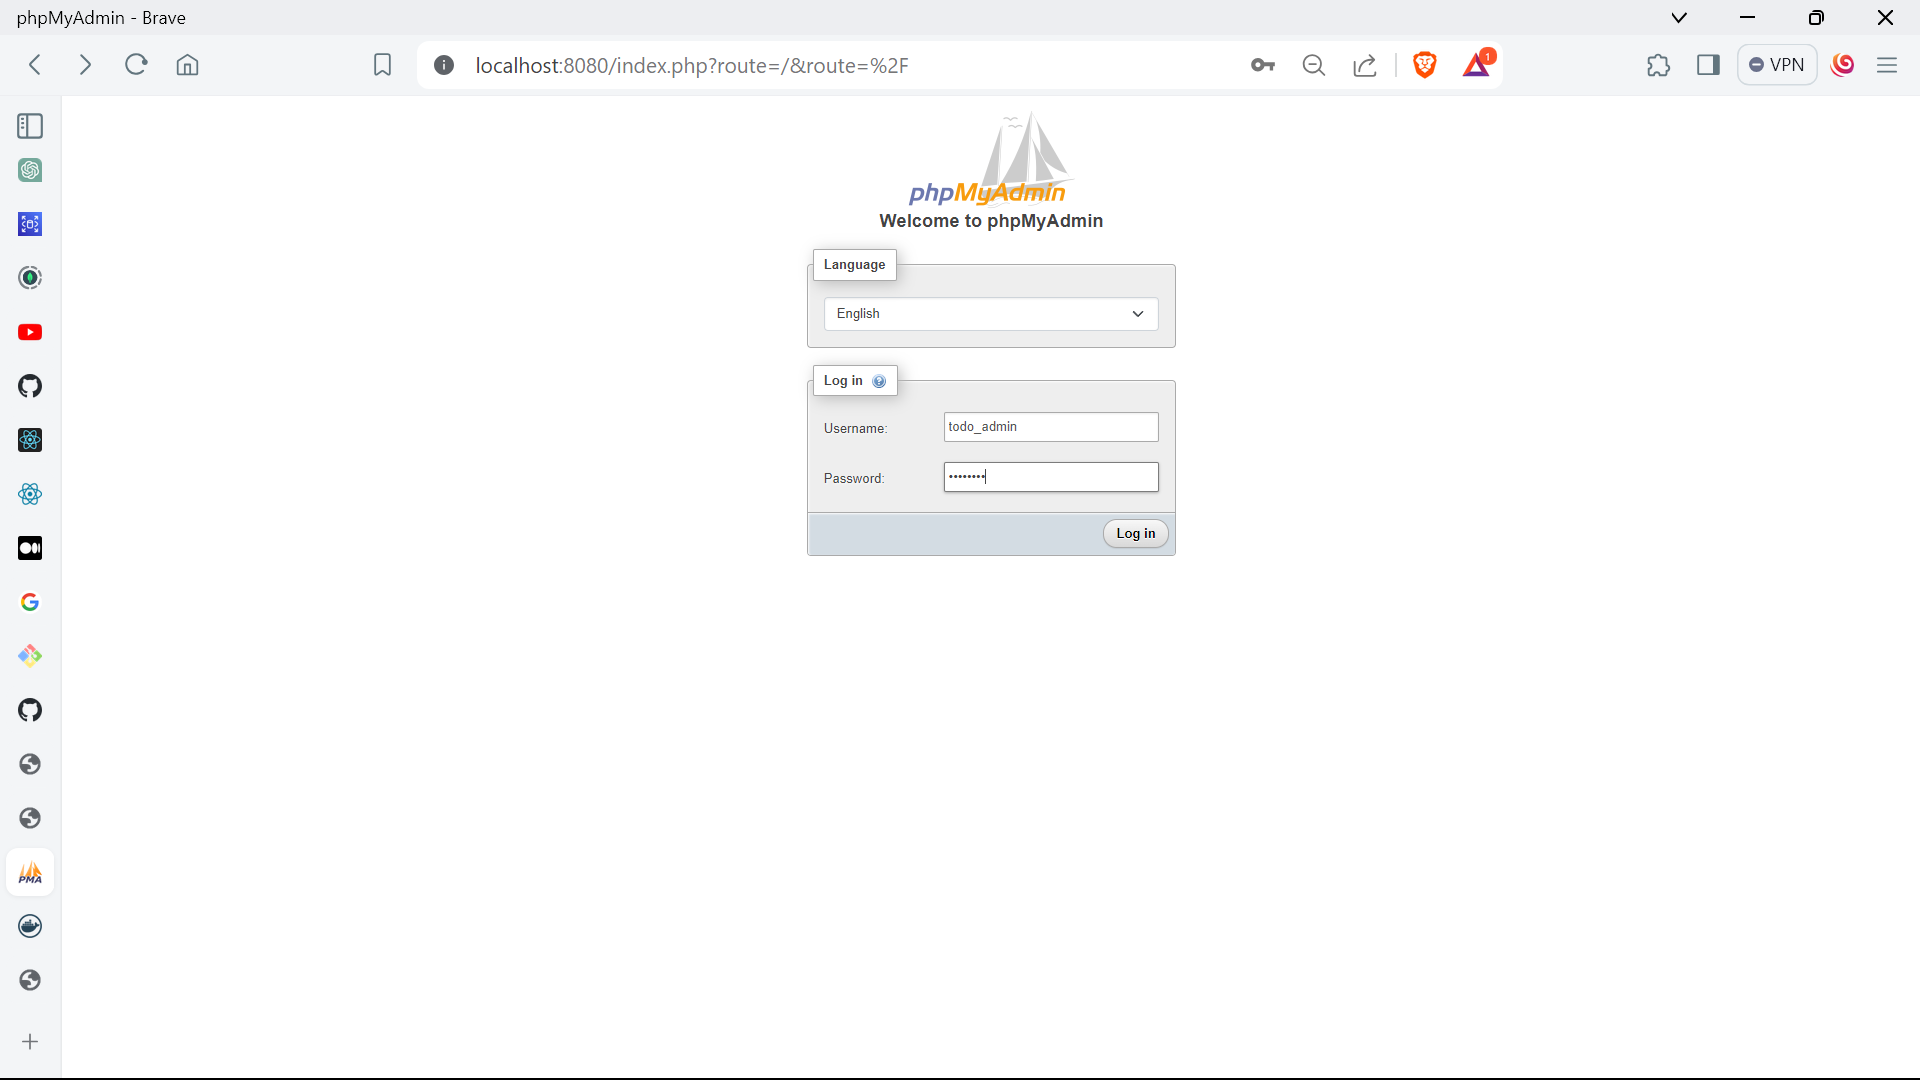 phpMyAdmin - Brave
localhost:8080/index.php?route=/&route=%2F
1
VPN
phpMyAdmin
Welcome to phpMyAdmin
Language
English
Log in
Username:
todo_admin
Password:
••••••••
Log in
PMA